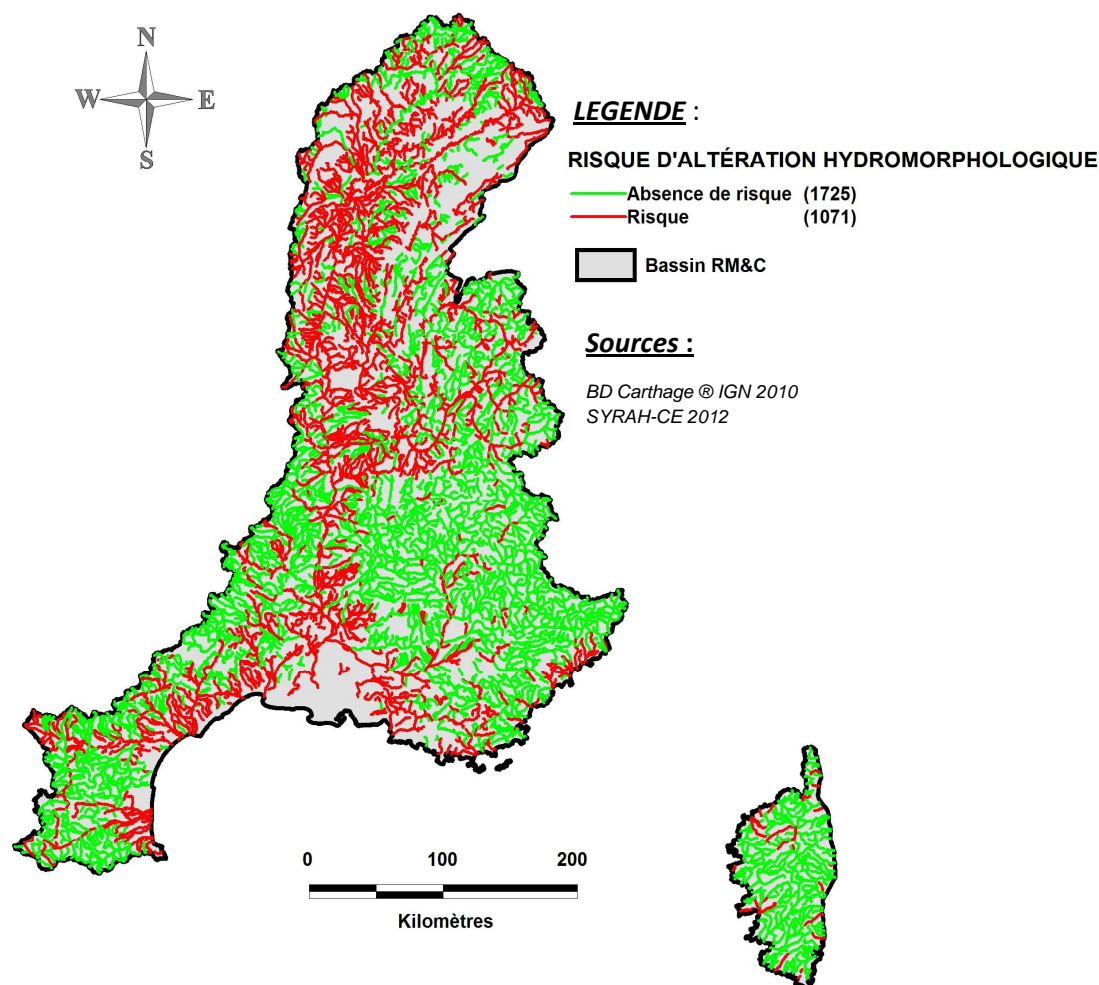 N
W E
S
LEGENDE :
RISQUE D'ALTÉRATION HYDROMORPHOLOGIQUE
Absence de risque (1725)
Risque (1071)
Bassin RM&C
Sources :
BD Carthage ® IGN 2010
SYRAH-CE 2012
0 100 200
Kilomètres